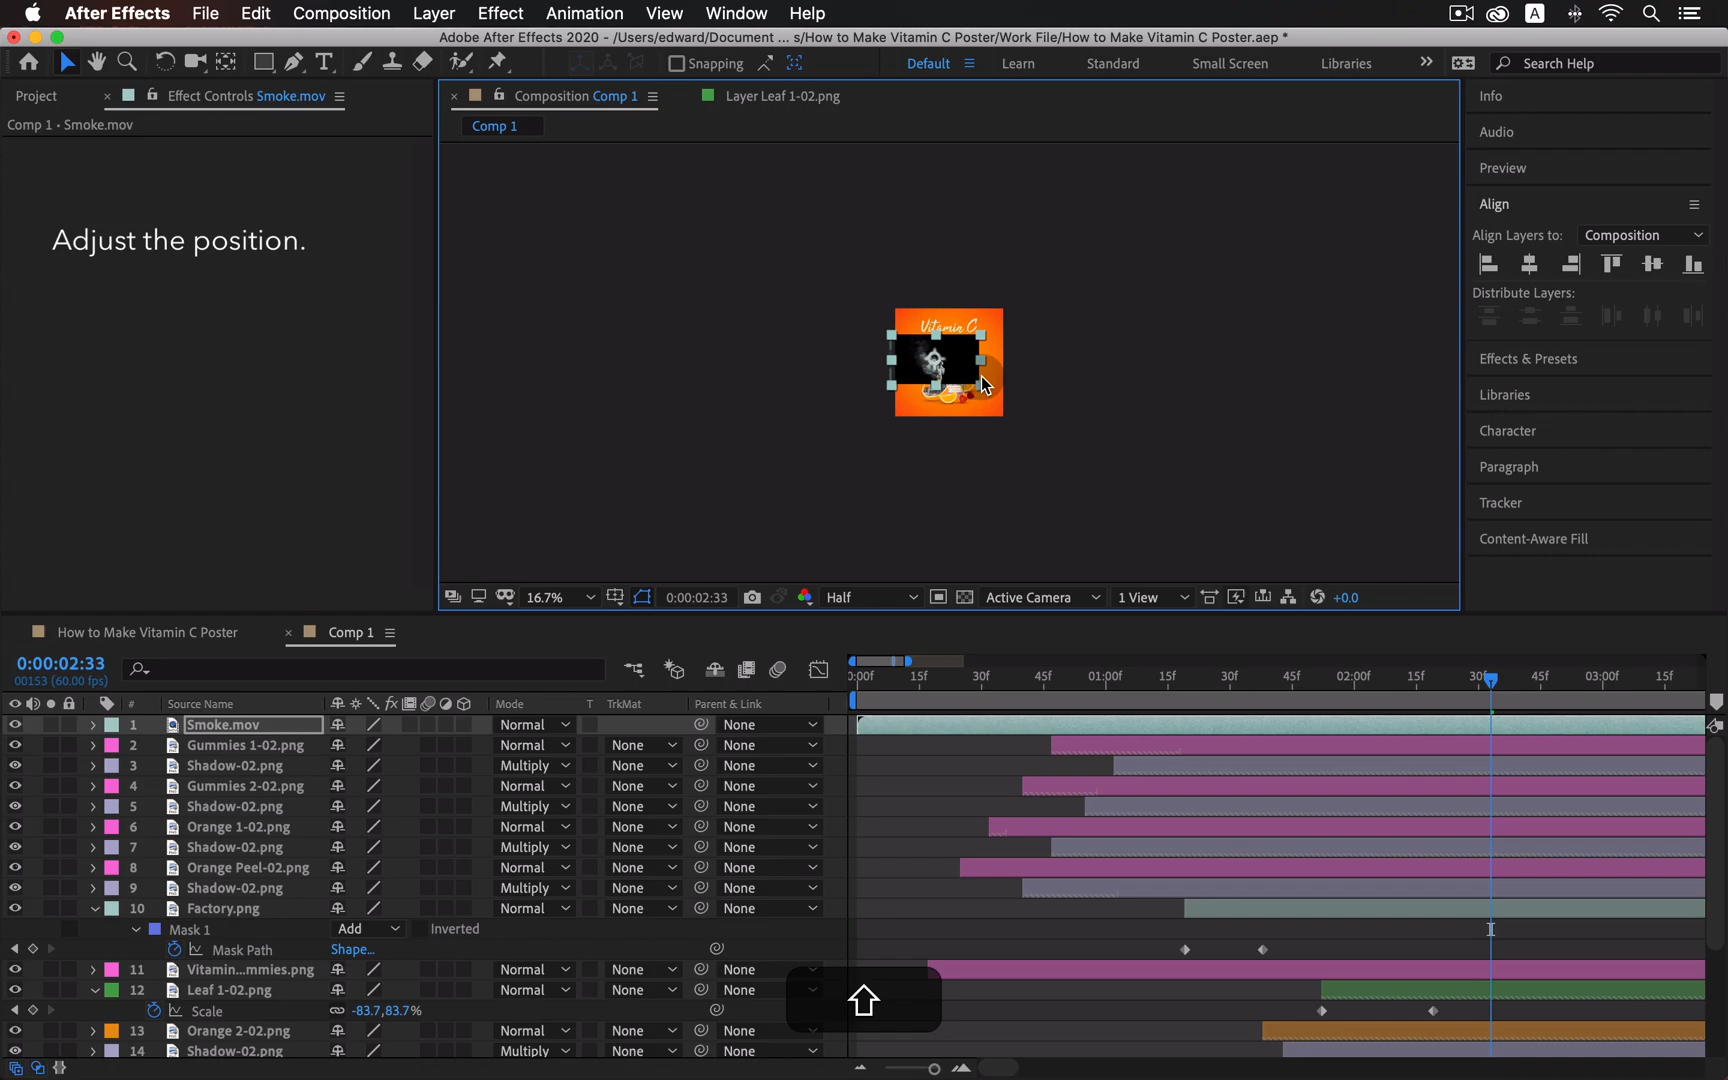 After Effects File Edit Composition Layer Effect Animation View Window Help
A
Adobe After Effects 2020 - /Users/edward/Document ... s/How to Make Vitamin C Poster/Work File/How to Make Vitamin C Poster.aep *
T Snapping Default Learn Standard Small Screen Libraries Search Help
Project × Effect Controls Smoke.mov × Composition Comp 1 Layer Leaf 1-02.png
Comp 1 • Smoke.mov
Comp 1
Adjust the position.
Vitamin C
Info
Audio
Preview
Align
Align Layers to: Composition
Distribute Layers:
Effects & Presets
Libraries
Character
Paragraph
Tracker
Content-Aware Fill
16.7% 0:00:02:33 Half Active Camera 1 View +0.0
How to Make Vitamin C Poster × Comp 1
0:00:02:33
00153 (60.00 fps)
0:00f 15f 30f 45f 01:00f 15f 30f 45f 02:00f 15f 30f 45f 03:00f 15f
# Source Name fx Mode T TrkMat Parent & Link
1 Smoke.mov Normal None
2 Gummies 1-02.png Normal None None
3 Shadow-02.png Multiply None None
4 Gummies 2-02.png Normal None None
5 Shadow-02.png Multiply None None
6 Orange 1-02.png Normal None None
7 Shadow-02.png Multiply None None
8 Orange Peel-02.png Normal None None
9 Shadow-02.png Multiply None None
10 Factory.png Normal None None
Mask 1 Add Inverted
Mask Path Shape...
11 Vitamin...mmies.png Normal None None
12 Leaf 1-02.png Normal None None
Scale -83.7,83.7%
13 Orange 2-02.png Normal None None
14 Shadow-02.png Multiply None None